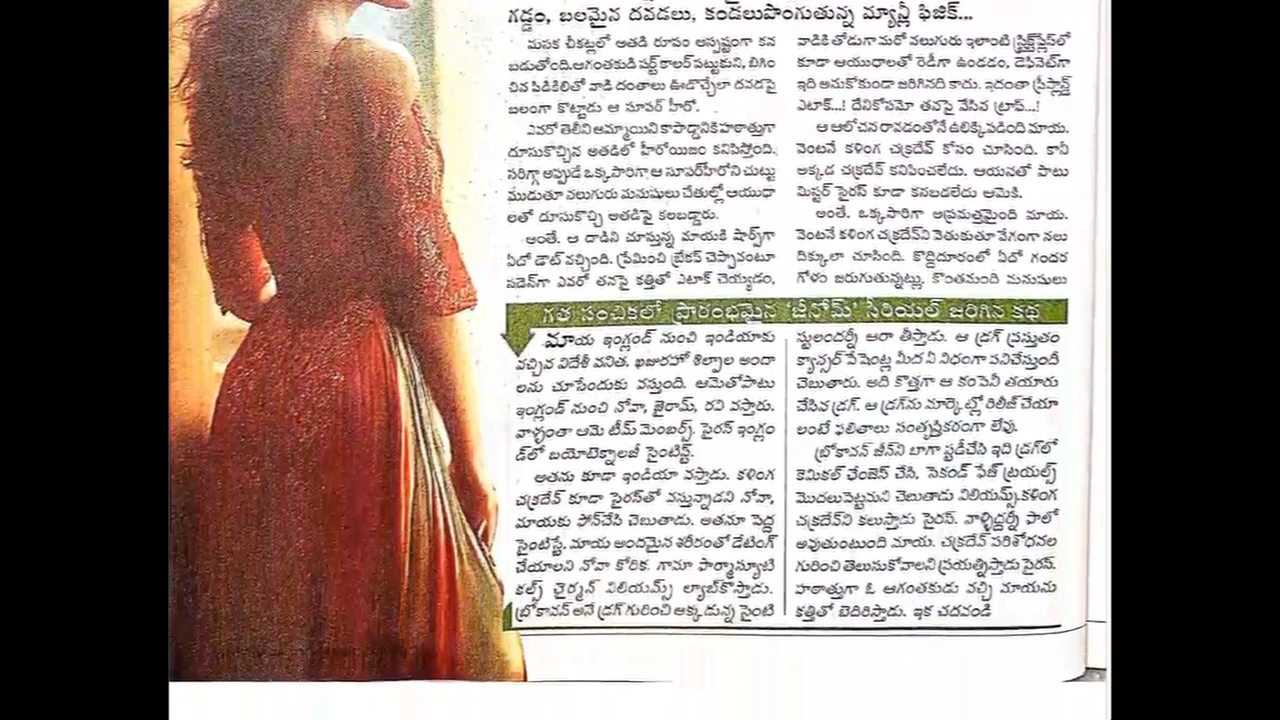 గడ్డం, బలమైన దవడలు, కండలుపొంగుతున్న మ్యాన్లీ ఫిజిక్...
మసక చీకట్లలో అతడి రూపం అస్పష్టంగా కన
బడుతోంది.ఆగంతకుడి షర్ట్ కాలర్ పట్టుకుని, బిగిం
చిన పిడికిలితో వాడి దంతాలు ఊడొచ్చేలా దవడపై
బలంగా కొట్టాడు ఆ సూపర్ హీరో.
ఎవరో తెలీని అమ్మాయిని కాపాడ్డానికి హఠాత్తుగా
దూసుకొచ్చిన అతడిలో హీరోయిజం కనిపిస్తోంది.
సరిగ్గా అప్పుడే ఒక్కసారిగా ఆ సూపర్‌హీరోని చుట్టు
ముడుతూ నలుగురు మనుషులు చేతుల్లో ఆయుధా
లతో దూసుకొచ్చి అతడిపై కలబడ్డారు.
అంతే. ఆ దాడిని చూస్తున్న మాయకి షార్ప్‌గా
ఏదో డౌట్ వచ్చింది. ప్రేమించి బ్రేకప్ చెప్పావంటూ
సడెన్‌గా ఎవరో తనపై కత్తితో ఎటాక్ చెయ్యడం,
వాడికి తోడుగా మరో నలుగురు ఇలాంటి స్ట్రిక్ట్‌ప్లేస్‌లో
కూడా ఆయుధాలతో రెడీగా ఉండడం, డెఫినెట్‌గా
ఇది అనుకోకుండా జరిగినది కాదు. ఇదంతా ప్రీప్లాన్డ్
ఎటాక్...! దేనికోసమో తనపై వేసిన ట్రాప్...!
ఆ ఆలోచన రావడంతోనే ఉలిక్కిపడింది మాయ.
వెంటనే కళింగ చక్రదేవ్ కోసం చూసింది. కానీ
అక్కడ చక్రదేవ్ కనిపించలేదు. ఆయనతో పాటు
మిస్టర్ సైరస్ కూడా కనబడలేదు ఆమెకి.
అంతే. ఒక్కసారిగా అప్రమత్తమైంది మాయ.
వెంటనే కళింగ చక్రదేవ్‌ని వెతుకుతూ వేగంగా నలు
దిక్కులా చూసింది. కొద్దిదూరంలో ఏదో గందర
గోళం జరుగుతున్నట్లు. కొంతమంది మనుషులు
గత సంచికలో ప్రారంభమైన 'జీనోమ్' సీరియల్ జరిగిన కథ
మాయ ఇంగ్లండ్ నుంచి ఇండియాకు
వచ్చిన విదేశీ వనిత. ఖజురహో శిల్పాల అందా
లను చూసేందుకు వస్తుంది. ఆమెతోపాటు
ఇంగ్లండ్ నుంచి నోవా, జైరామ్, రవి వస్తారు.
వాళ్ళంతా ఆమె టీమ్ మెంబర్స్. సైరస్ ఇంగ్లం
డ్‌లో బయోటెక్నాలజీ సైంటిస్ట్.
అతను కూడా ఇండియా వస్తాడు. కళింగ
చక్రదేవ్ కూడా సైరస్‌తో వస్తున్నాడని నోవా,
మాయకు ఫోన్‌చేసి చెబుతాడు. అతనూ పెద్ద
సైంటిస్టే. మాయ అందమైన శరీరంతో డేటింగ్
చేయాలని నోవా కోరిక. గామా ఫార్మాస్యూటి
కల్స్ ఛైర్మన్ విలియమ్స్ ల్యాబ్‌కొస్తాడు.
బ్రోకావన్ అనే డ్రగ్ గురించి అక్కడున్న సైంటి
స్టులందర్నీ ఆరా తీస్తాడు. ఆ డ్రగ్ ప్రస్తుతం
క్యాన్సర్ పేషెంట్ల మీద ఏ విధంగా పనిచేస్తుందీ
చెబుతారు. అది కొత్తగా ఆ కంపెనీ తయారు
చేసిన డ్రగ్. ఆ డ్రగ్‌ను మార్కెట్లో రిలీజ్ చేయా
లంటే ఫలితాలు సంతృప్తికరంగా లేవు.
బ్రోకావన్ జీన్‌ని బాగా స్టడీచేసి ఇది డ్రగ్‌లో
కెమికల్ ఛేంజెస్ చేసి, సెకండ్ ఫేజ్ ట్రయల్స్
మొదలుపెట్టమని చెబుతాడు విలియమ్స్.కళింగ
చక్రదేవ్‌ని కలుస్తాడు సైరస్. వాళ్ళిద్దర్నీ ఫాలో
అవుతుంటుంది మాయ. చక్రదేవ్ పరిశోధనల
గురించి తెలుసుకోవాలని ప్రయత్నిస్తాడు సైరస్.
హఠాత్తుగా ఓ ఆగంతకుడు వచ్చి మాయను
కత్తితో బెదిరిస్తాడు. ఇక చదవండి